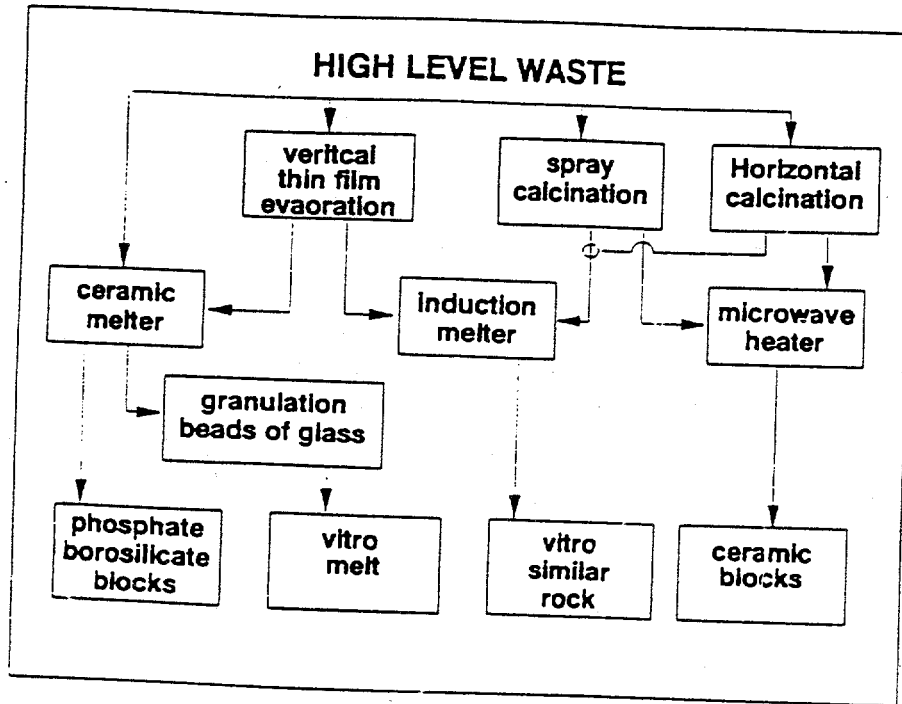 HIGH LEVEL WASTE
veritcal
thin film
evaoration
spray
calcination
Horizontal
calcination
ceramic
melter
induction
melter
microwave
heater
granulation
beads of glass
phosphate
borosilicate
blocks
vitro
melt
vitro
similar
rock
ceramic
blocks